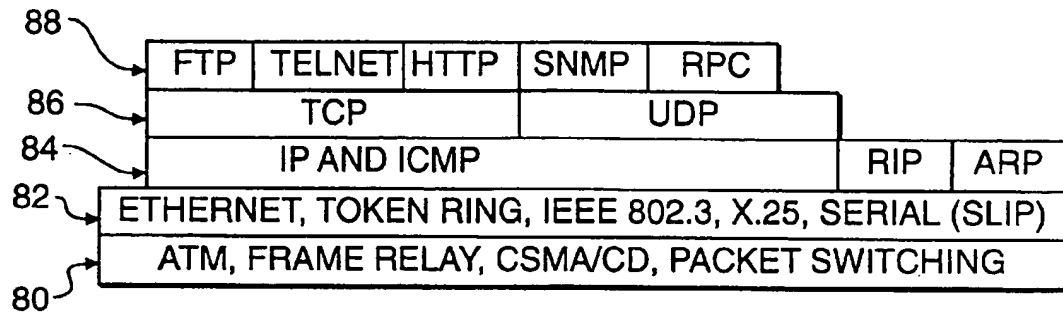 88
FTP TELNET HTTP SNMP RPC
86
TCP UDP
84
IP AND ICMP RIP ARP
82
ETHERNET, TOKEN RING, IEEE 802.3, X.25, SERIAL (SLIP)
ATM, FRAME RELAY, CSMA/CD, PACKET SWITCHING
80